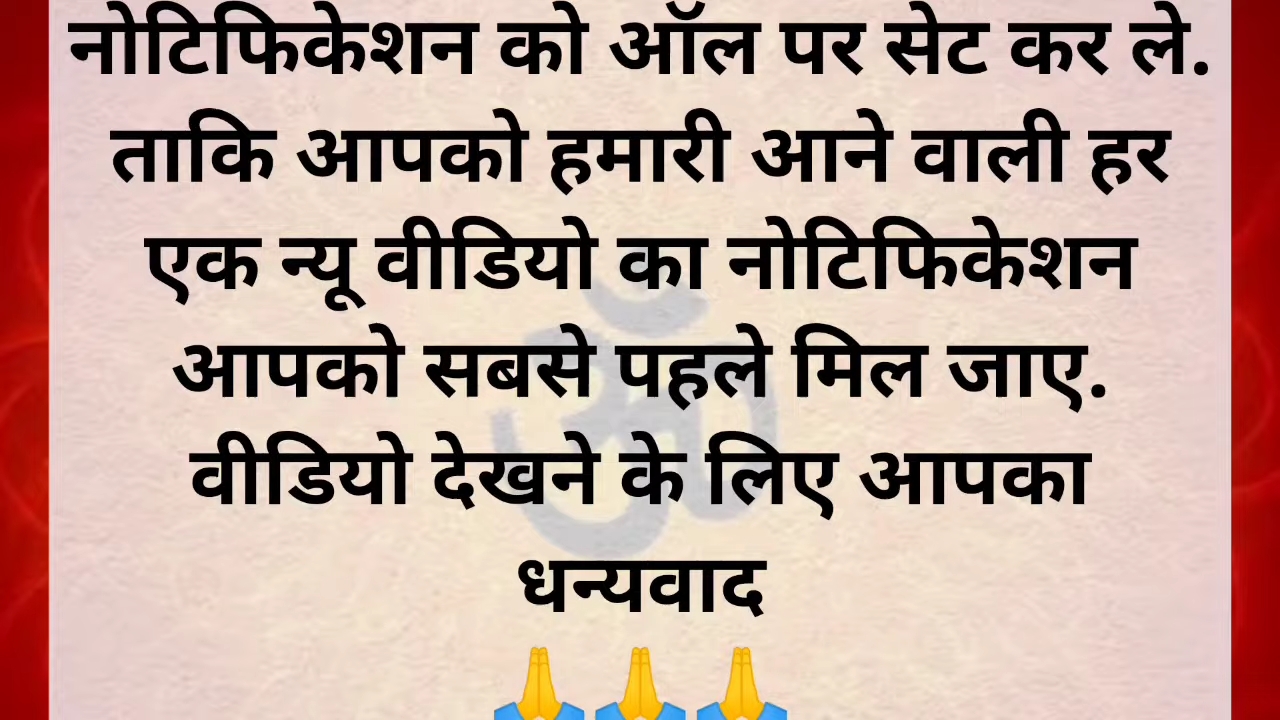 नोटिफिकेशन को ऑल पर सेट कर ले.
ताकि आपको हमारी आने वाली हर
एक न्यू वीडियो का नोटिफिकेशन
आपको सबसे पहले मिल जाए.
वीडियो देखने के लिए आपका
धन्यवाद
🙏🙏🙏